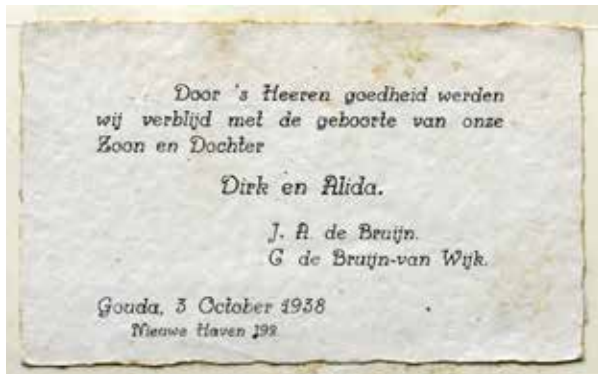 Door 's Heeren goedheid werden
wij verblijd met de geboorte van onze
Zoon en Dochter
Dirk en Alida.
J. A. de Bruijn.
G de Bruijn-van Wijk.
Gouda, 3 October 1938
Nieuwe Haven 199